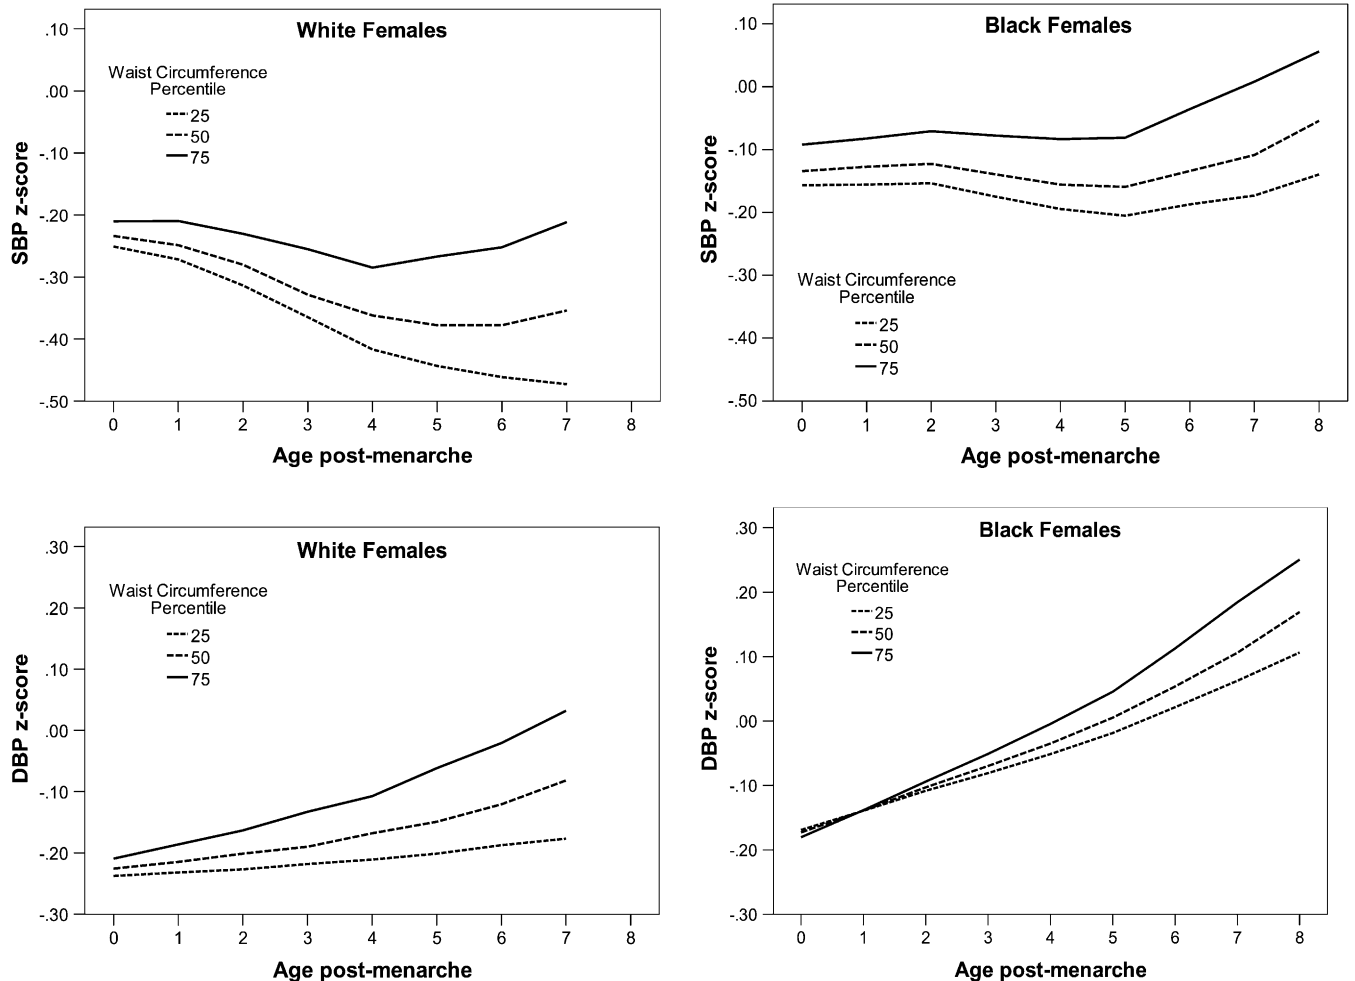 White Females
Waist Circumference
Percentile
25
50
75
SBP z-score
.10
.00
-.10
-.20
-.30
-.40
-.50
0 1 2 3 4 5 6 7 8
Age post-menarche
Black Females
Waist Circumference
Percentile
25
50
75
SBP z-score
.10
.00
-.10
-.20
-.30
-.40
-.50
0 1 2 3 4 5 6 7 8
Age post-menarche
White Females
Waist Circumference
Percentile
25
50
75
DBP z-score
.30
.20
.10
.00
-.10
-.20
-.30
0 1 2 3 4 5 6 7 8
Age post-menarche
Black Females
Waist Circumference
Percentile
25
50
75
DBP z-score
.30
.20
.10
.00
-.10
-.20
-.30
0 1 2 3 4 5 6 7 8
Age post-menarche